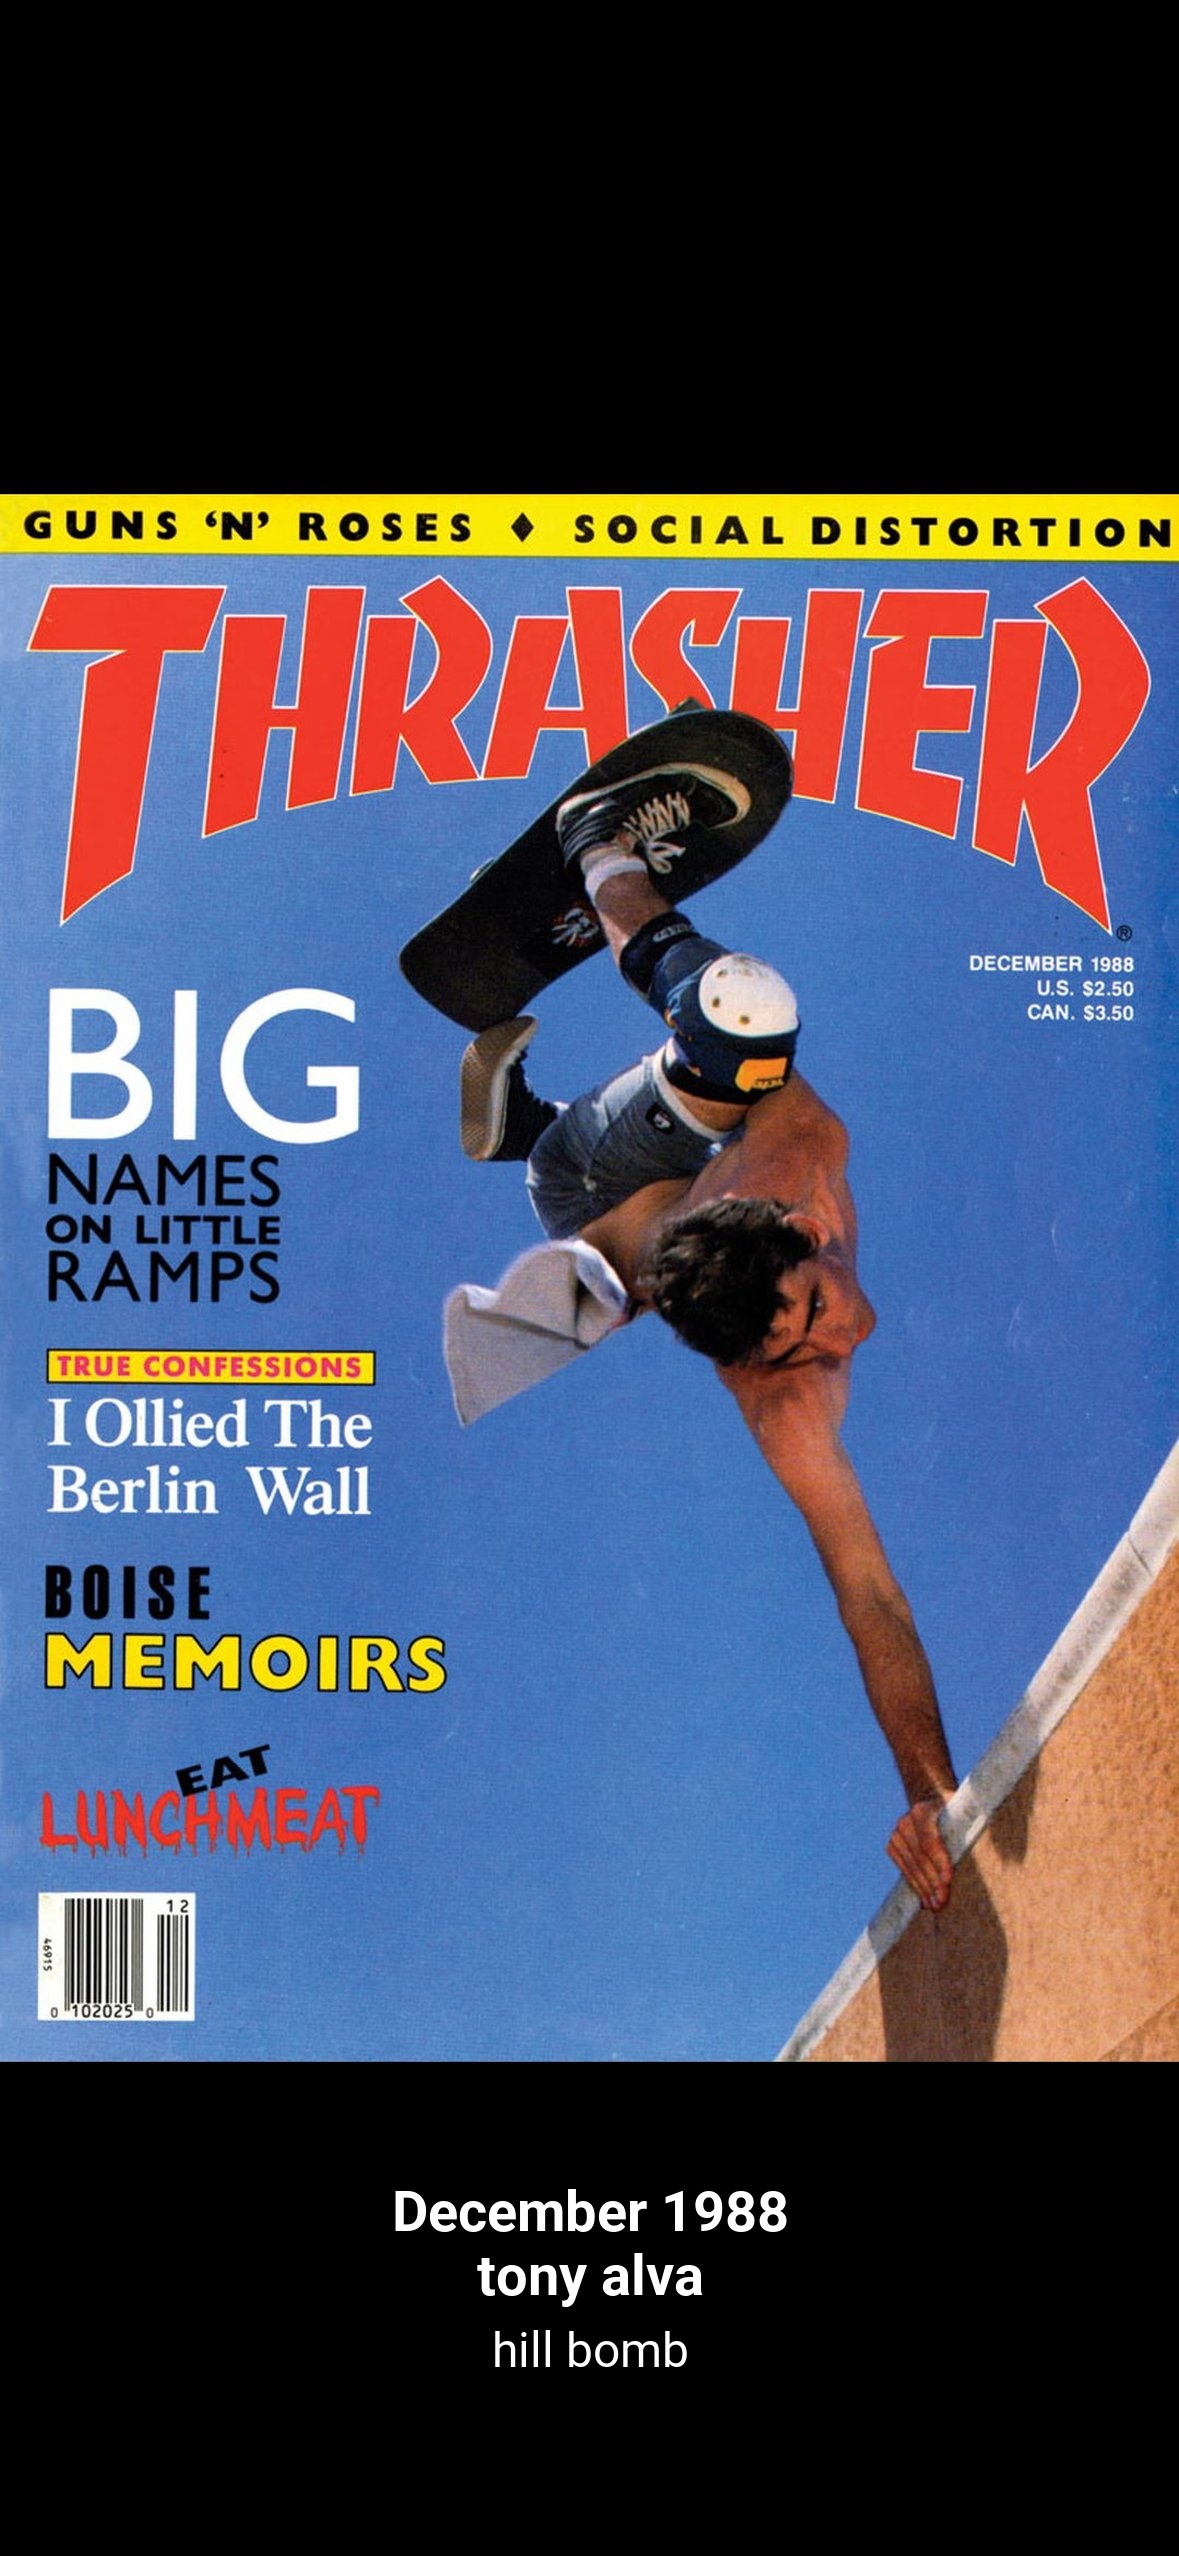 GUNS ‘N’ ROSES ♦ SOCIAL DISTORTION
THRASHER
®
DECEMBER 1988
U.S. $2.50
CAN. $3.50
BIG
NAMES
ON LITTLE
RAMPS
TRUE CONFESSIONS
I Ollied The
Berlin Wall
BOISE
MEMOIRS
EAT
LUNCHMEAT
12
46915
0 102025 0
December 1988
tony alva
hill bomb